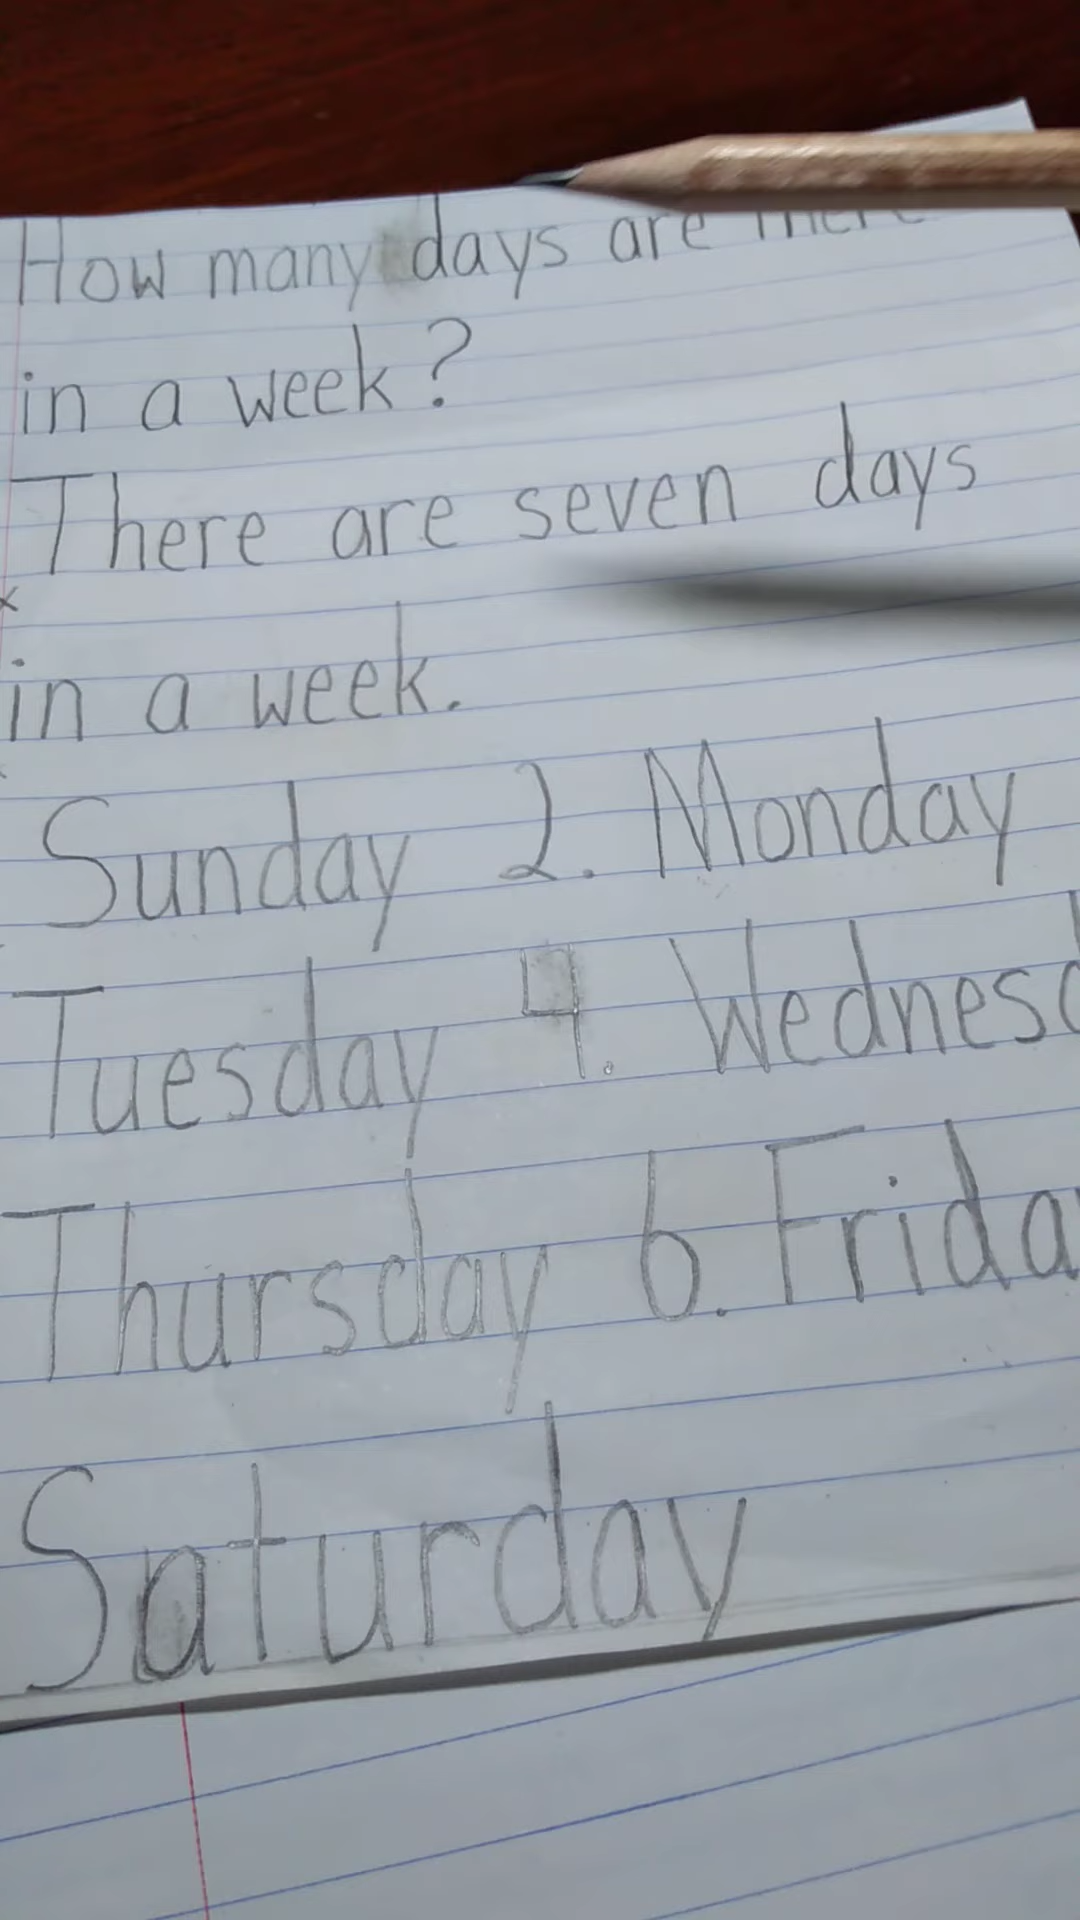 How many days are there
in a week?
There are seven days
in a week.
Sunday 2. Monday
Tuesday 4. Wednesd
Thursday 6. Frida
Saturday